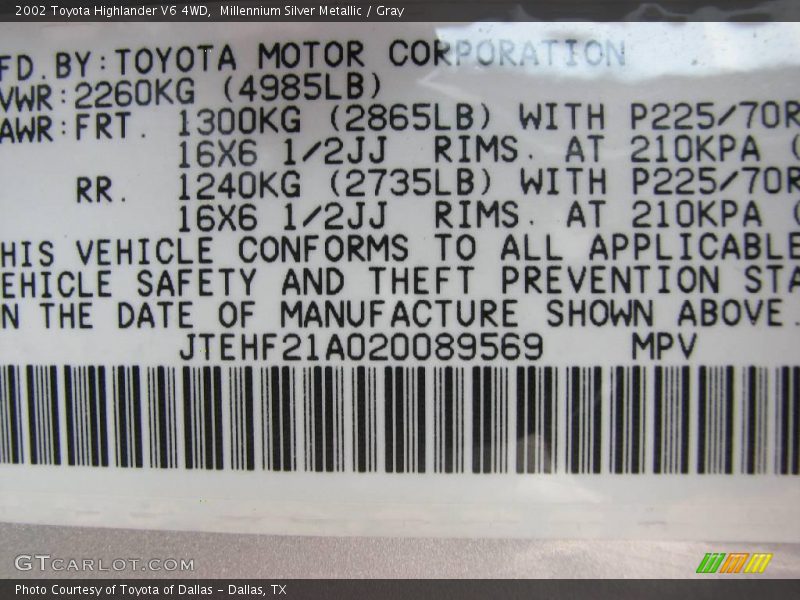 2002 Toyota Highlander V6 4WD,  Millennium Silver Metallic / Gray
FD.BY:TOYOTA MOTOR CORPORATION
VWR:2260KG (4985LB)
AWR:FRT. 1300KG (2865LB) WITH P225/70R
16X6 1/2JJ RIMS. AT 210KPA (
RR. 1240KG (2735LB) WITH P225/70R
16X6 1/2JJ RIMS. AT 210KPA (
HIS VEHICLE CONFORMS TO ALL APPLICABLE
EHICLE SAFETY AND THEFT PREVENTION STA
N THE DATE OF MANUFACTURE SHOWN ABOVE.
JTEHF21A020089569 MPV
GTCARLOT.COM
Photo Courtesy of Toyota of Dallas - Dallas, TX